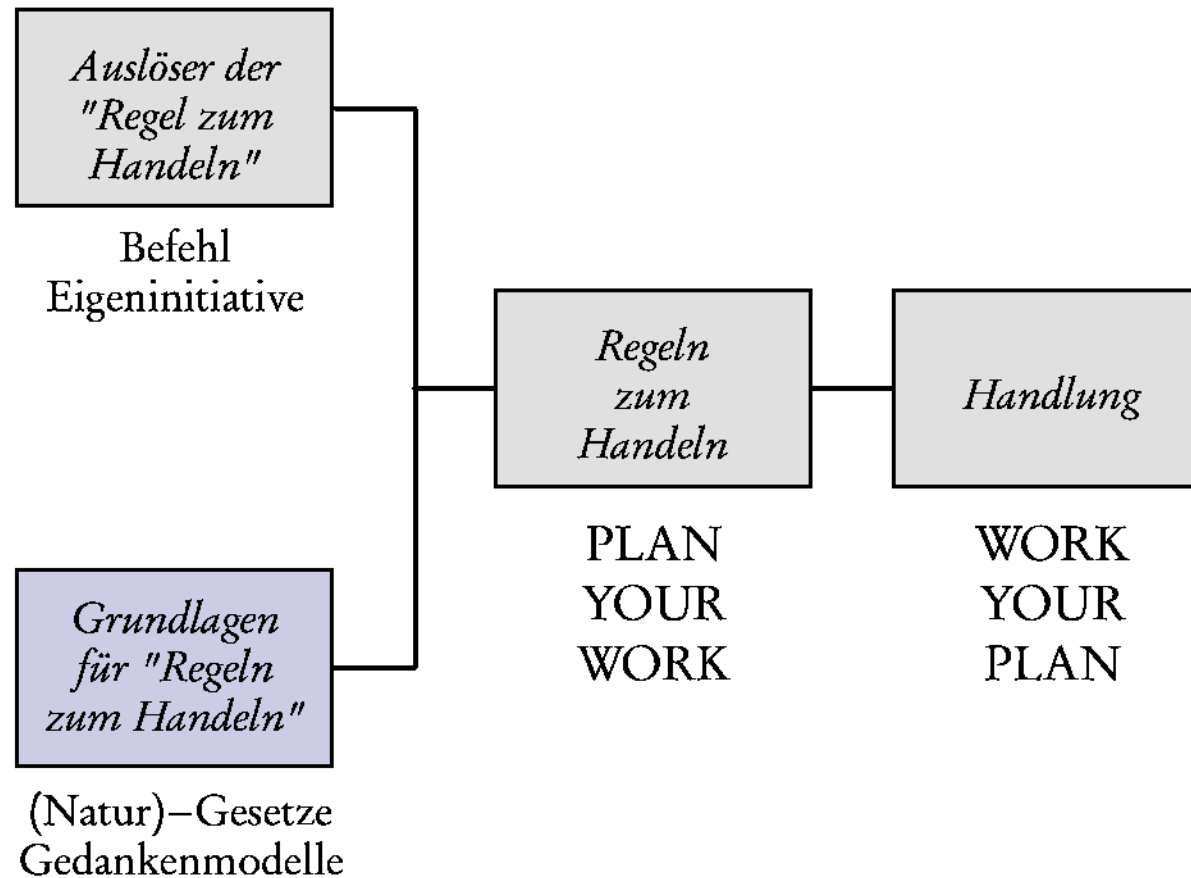 Auslöser der
"Regel zum
Handeln"
Befehl
Eigeninitiative
Regeln
zum
Handeln
PLAN
YOUR
WORK
Handlung
WORK
YOUR
PLAN
Grundlagen
für "Regeln
zum Handeln"
(Natur)–Gesetze
Gedankenmodelle